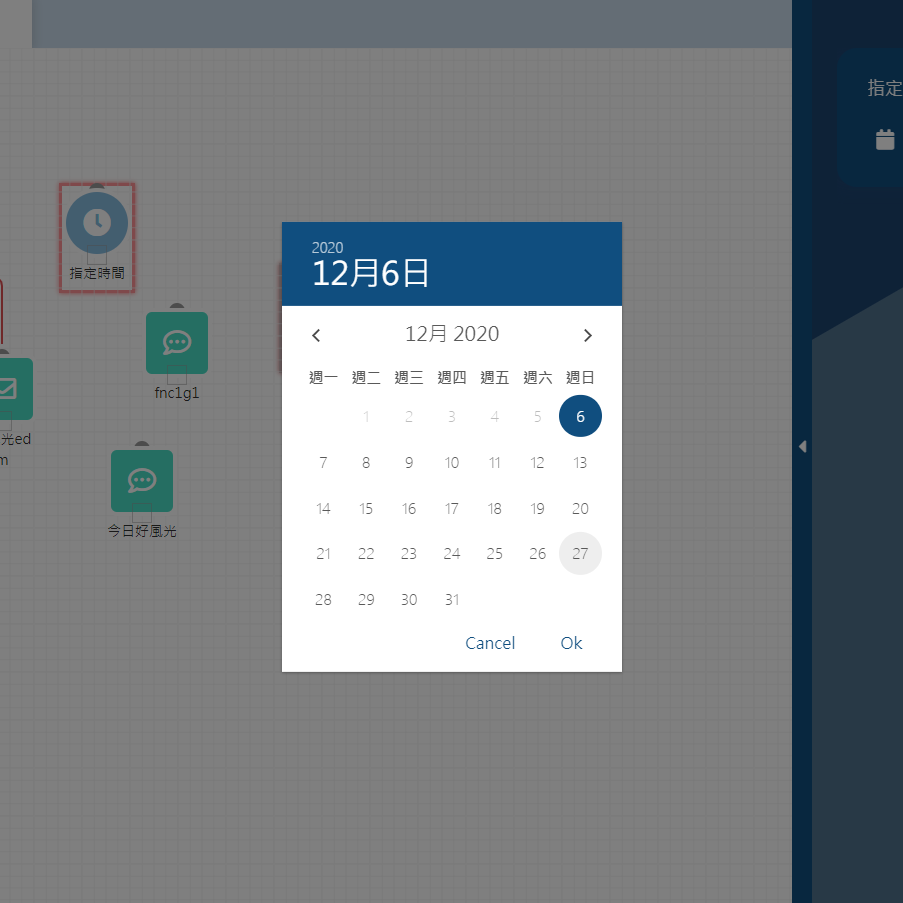 指定
指定時間
fnc1g1
光ed
m
今日好風光
2020
12月6日
12月 2020
週一 週二 週三 週四 週五 週六 週日
1 2 3 4 5 6
7 8 9 10 11 12 13
14 15 16 17 18 19 20
21 22 23 24 25 26 27
28 29 30 31
Cancel Ok